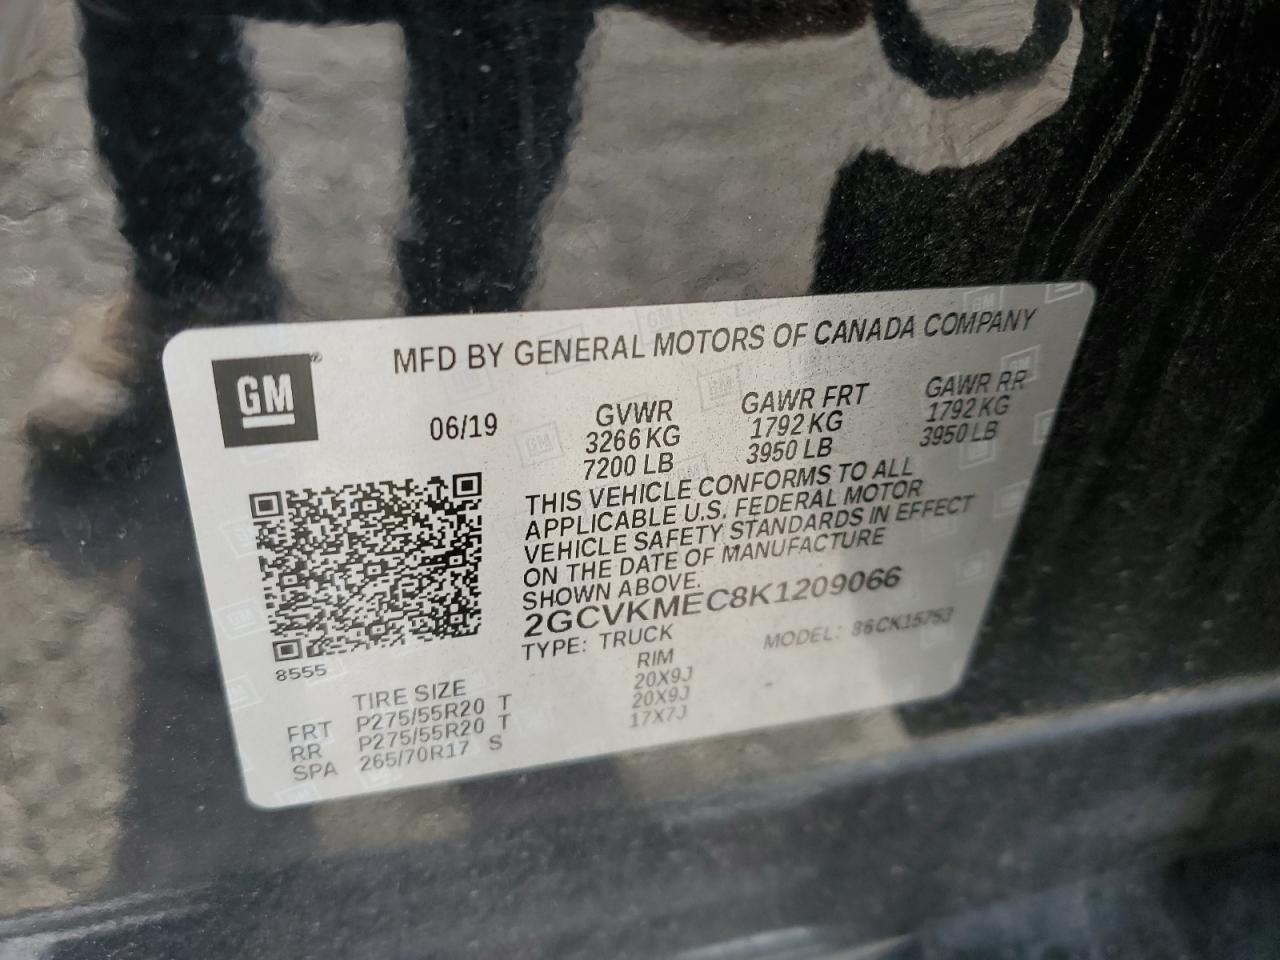 GM
MFD BY GENERAL MOTORS OF CANADA COMPANY
06/19
GVWR GAWR FRT GAWR RR
3266 KG 1792 KG 1792 KG
7200 LB 3950 LB 3950 LB
THIS VEHICLE CONFORMS TO ALL
APPLICABLE U.S. FEDERAL MOTOR
VEHICLE SAFETY STANDARDS IN EFFECT
ON THE DATE OF MANUFACTURE
SHOWN ABOVE.
2GCVKMEC8K1209066
TYPE: TRUCK MODEL:
8555
TIRE SIZE RIM
FRT P275/55R20 T 20X9J
RR P275/55R20 T 20X9J
SPA 265/70R17 S 17X7J